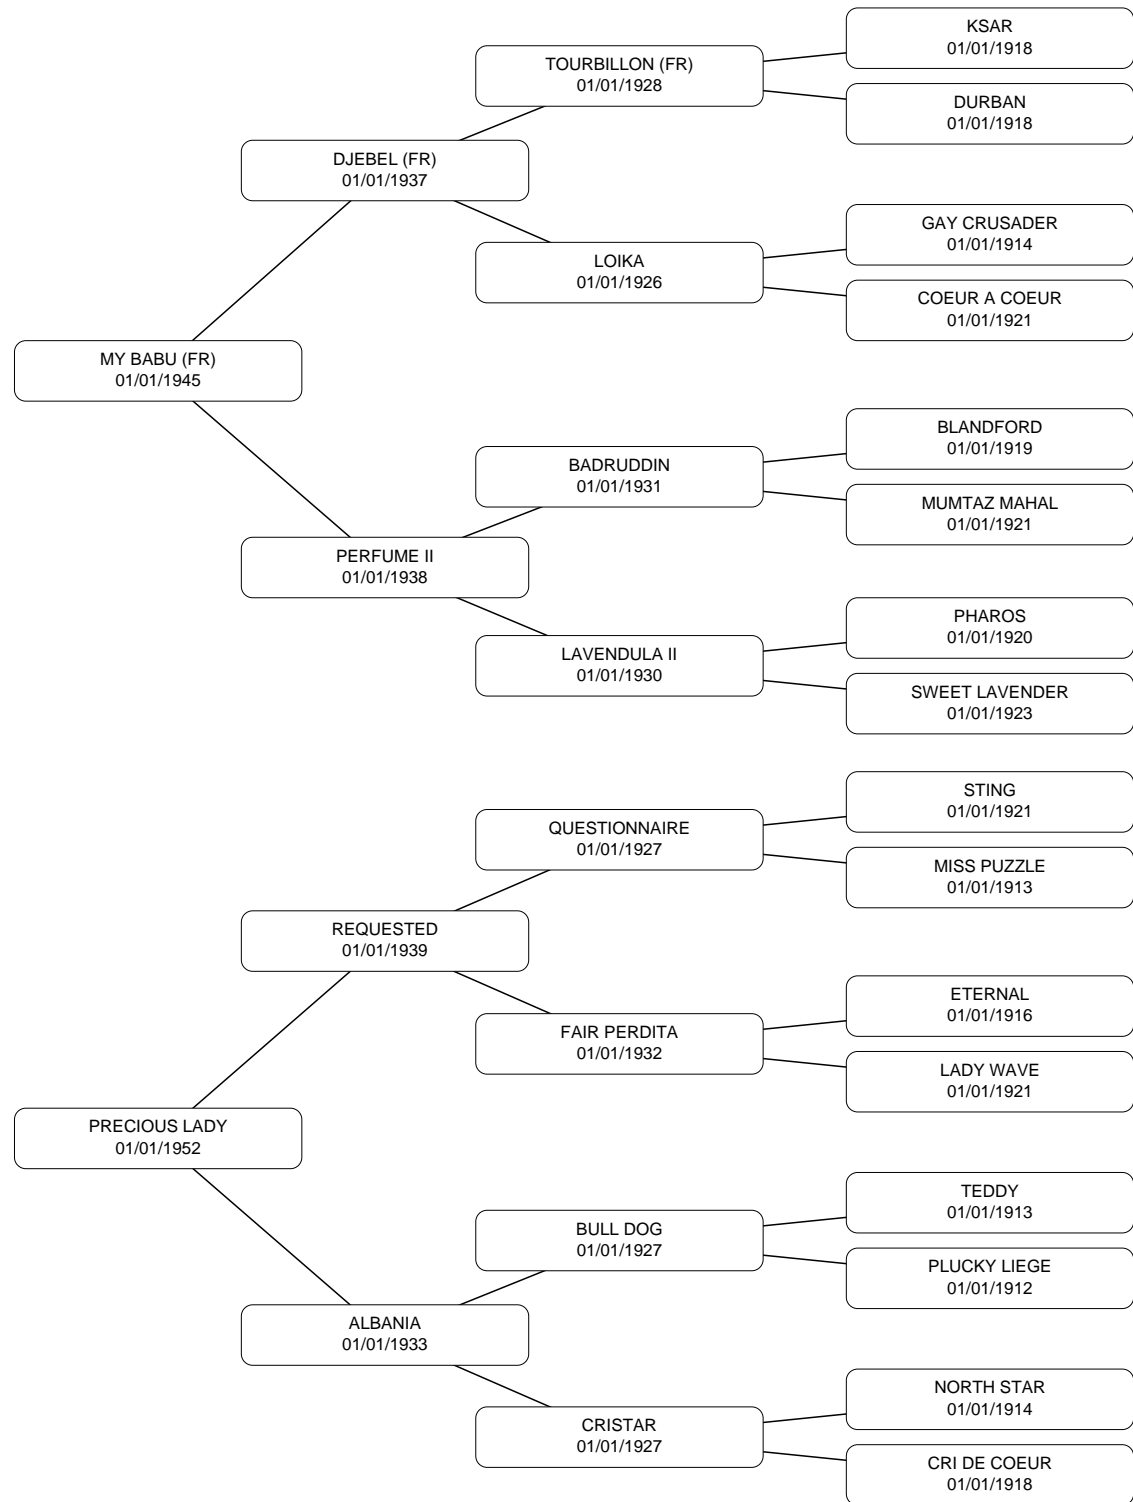 KSAR
01/01/1918
TOURBILLON (FR)
01/01/1928
DURBAN
01/01/1918
DJEBEL (FR)
01/01/1937
GAY CRUSADER
01/01/1914
LOIKA
01/01/1926
COEUR A COEUR
01/01/1921
MY BABU (FR)
01/01/1945
BLANDFORD
01/01/1919
BADRUDDIN
01/01/1931
MUMTAZ MAHAL
01/01/1921
PERFUME II
01/01/1938
PHAROS
01/01/1920
LAVENDULA II
01/01/1930
SWEET LAVENDER
01/01/1923
STING
01/01/1921
QUESTIONNAIRE
01/01/1927
MISS PUZZLE
01/01/1913
REQUESTED
01/01/1939
ETERNAL
01/01/1916
FAIR PERDITA
01/01/1932
LADY WAVE
01/01/1921
PRECIOUS LADY
01/01/1952
TEDDY
01/01/1913
BULL DOG
01/01/1927
PLUCKY LIEGE
01/01/1912
ALBANIA
01/01/1933
NORTH STAR
01/01/1914
CRISTAR
01/01/1927
CRI DE COEUR
01/01/1918